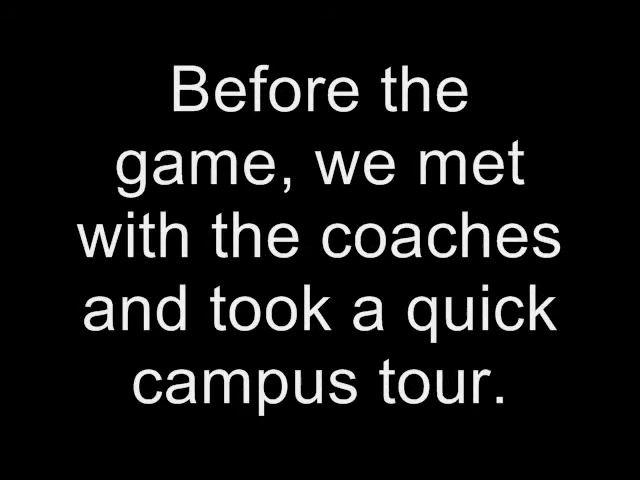 Before the
game, we met
with the coaches
and took a quick
campus tour.